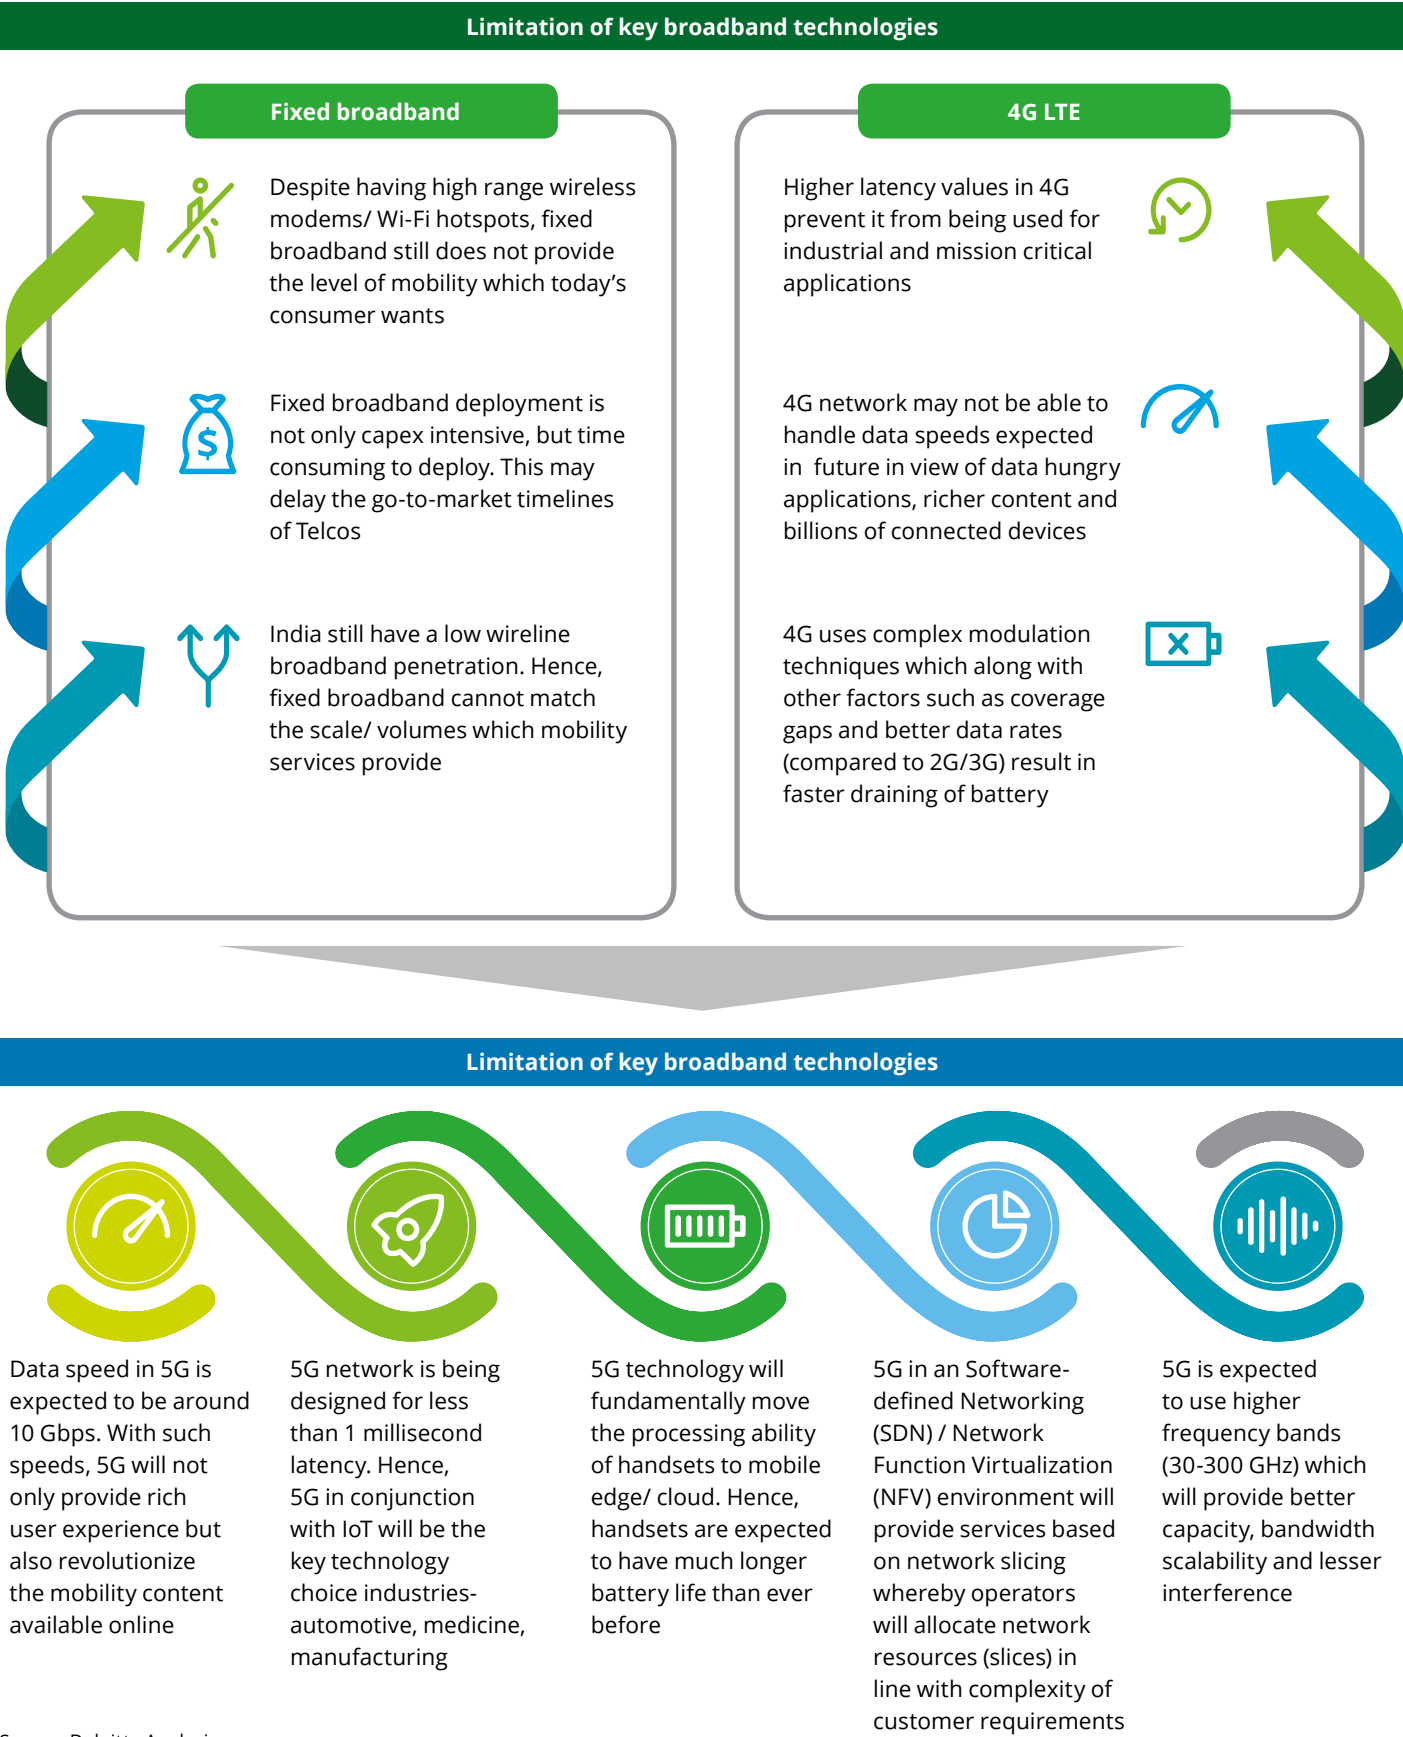 Limitation of key broadband technologies
Fixed broadband
Despite having high range wireless
modems/ Wi-Fi hotspots, fixed
broadband still does not provide
the level of mobility which today's
consumer wants
$
Fixed broadband deployment is
not only capex intensive, but time
consuming to deploy. This may
delay the go-to-market timelines
of Telcos
India still have a low wireline
broadband penetration. Hence,
fixed broadband cannot match
the scale/ volumes which mobility
services provide
4G LTE
Higher latency values in 4G
prevent it from being used for
industrial and mission critical
applications
4G network may not be able to
handle data speeds expected
in  future in view of data hungry
applications, richer content and
billions of connected devices
4G uses complex modulation
techniques which along with
other factors such as coverage
gaps and better data rates
(compared to 2G/3G) result in
faster draining of battery
Limitation of key broadband technologies
Data speed in 5G is
expected to be around
10 Gbps. With such
speeds, 5G will not
only provide rich
user experience but
also revolutionize
the mobility content
available online
5G network is being
designed for less
than 1 millisecond
latency. Hence,
5G in conjunction
with IoT will be the
key technology
choice industries-
automotive, medicine,
manufacturing
5G technology will
fundamentally move
the processing ability
of handsets to mobile
edge/ cloud. Hence,
handsets are expected
to have much longer
battery life than ever
before
5G in an Software-
defined Networking
(SDN) / Network
Function Virtualization
(NFV) environment will
provide services based
on network slicing
whereby operators
will allocate network
resources (slices) in
line with complexity of
customer requirements
5G is expected
to use higher
frequency bands
(30-300 GHz) which
will provide better
capacity, bandwidth
scalability and lesser
interference